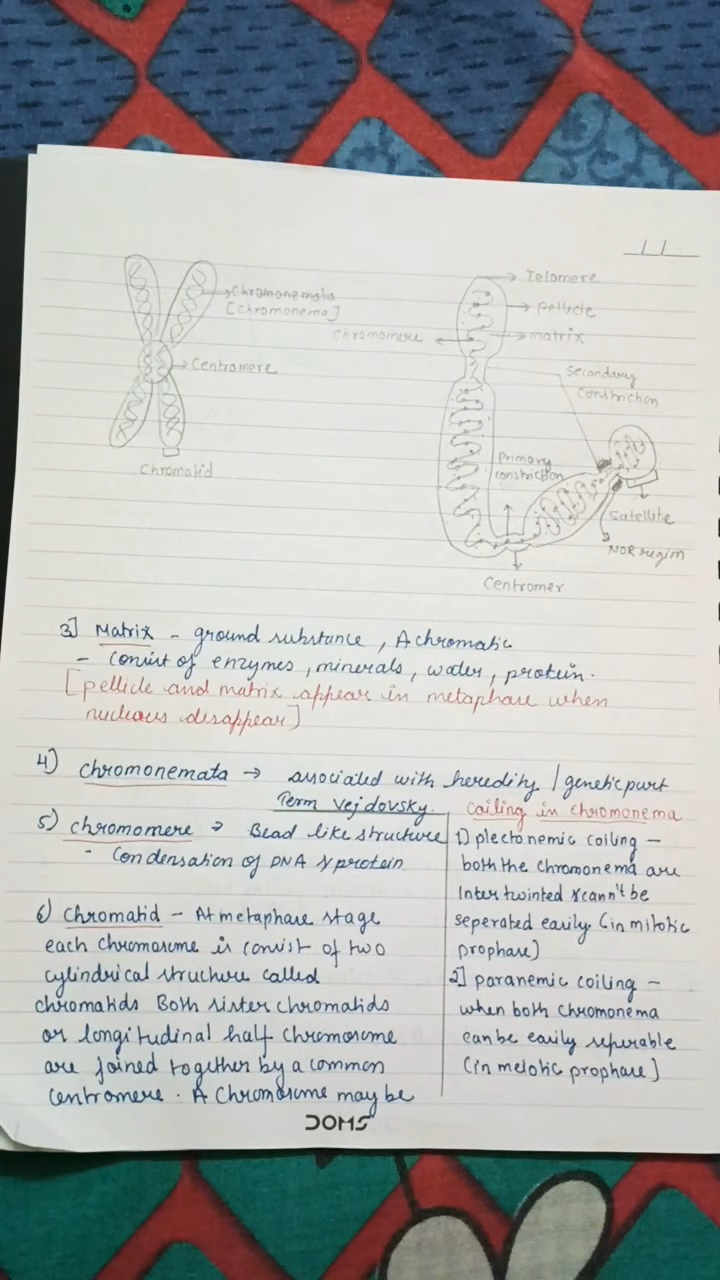 Chromonemata
[Chromonema]
Centromere
Chromatid
Telomere
pellicle
matrix
Chromomere
Secondary
constriction
Primary
constriction
Satellite
NOR region
Centromer
3] Matrix - ground substance, Achromatic
- consist of enzymes, minerals, water, protein.
[pellicle and matrix appear in metaphase when
nucleous disappear]
4) chromonemata → associated with heredity / genetic part
Term Vejdovsky.
5) chromomere → Bead like structure
- Condensation of DNA & protein
6) Chromatid - At metaphase stage
each chromosome is consist of two
cylindrical structure called
chromatids Both sister chromatids
or longitudinal half chromosome
are joined together by a common
centromere. A Chromosome may be
coiling in chromonema
1) plectonemic coiling -
both the chromonema are
Inter twinted & cann't be
seperated easily (in mitotic
prophase)
2] paranemic coiling -
when both chromonema
can be easily seperable
(in meiotic prophase]
DOMS